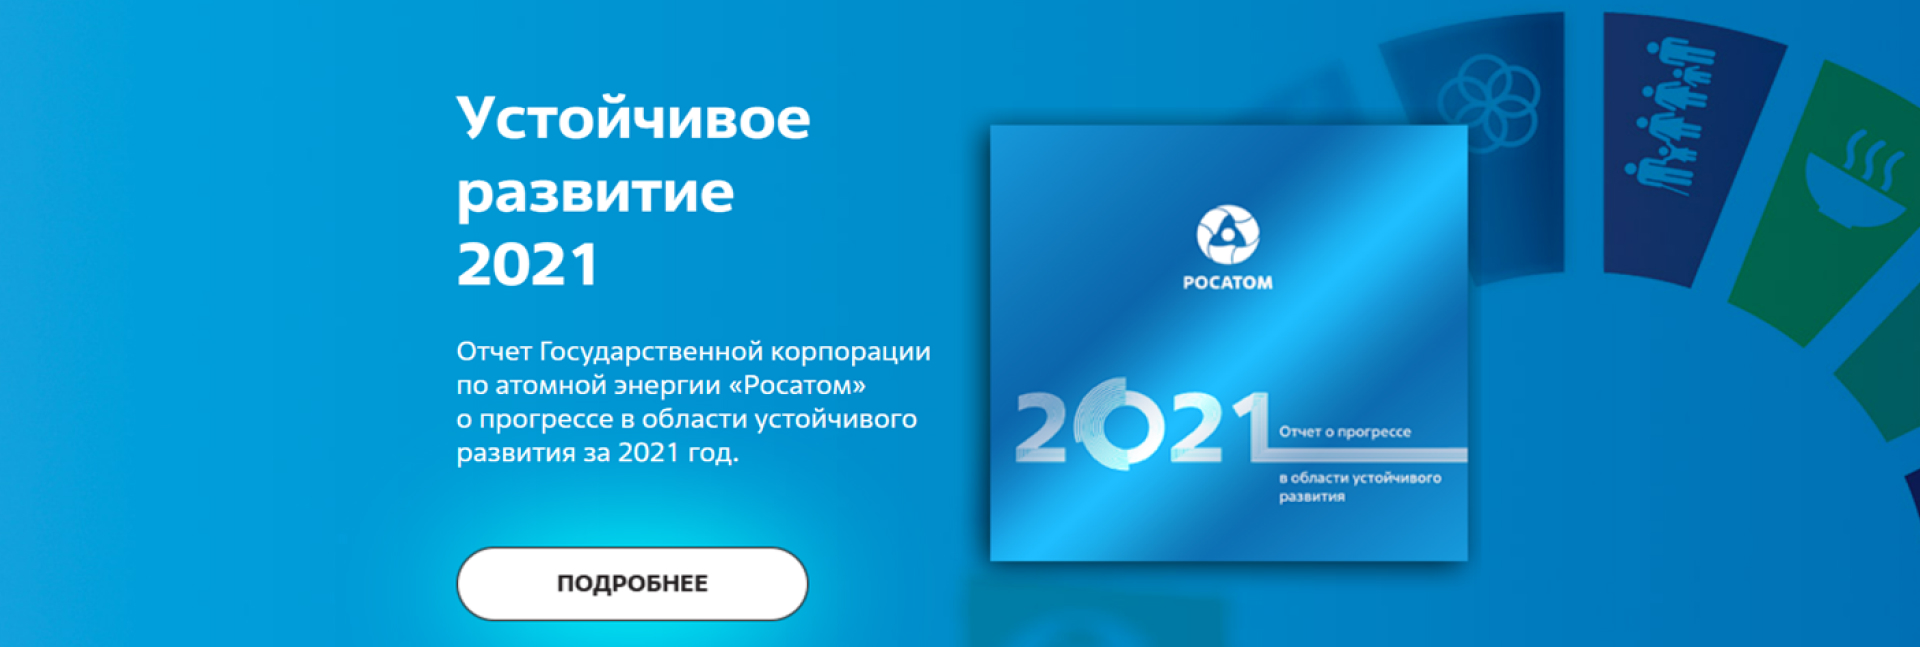 Устойчивое
развитие
2021
Отчет Государственной корпорации
по атомной энергии «Росатом»
о прогрессе в области устойчивого
развития за 2021 год.
ПОДРОБНЕЕ
РОСАТОМ
2021
Отчет о прогрессе
в области устойчивого
развития